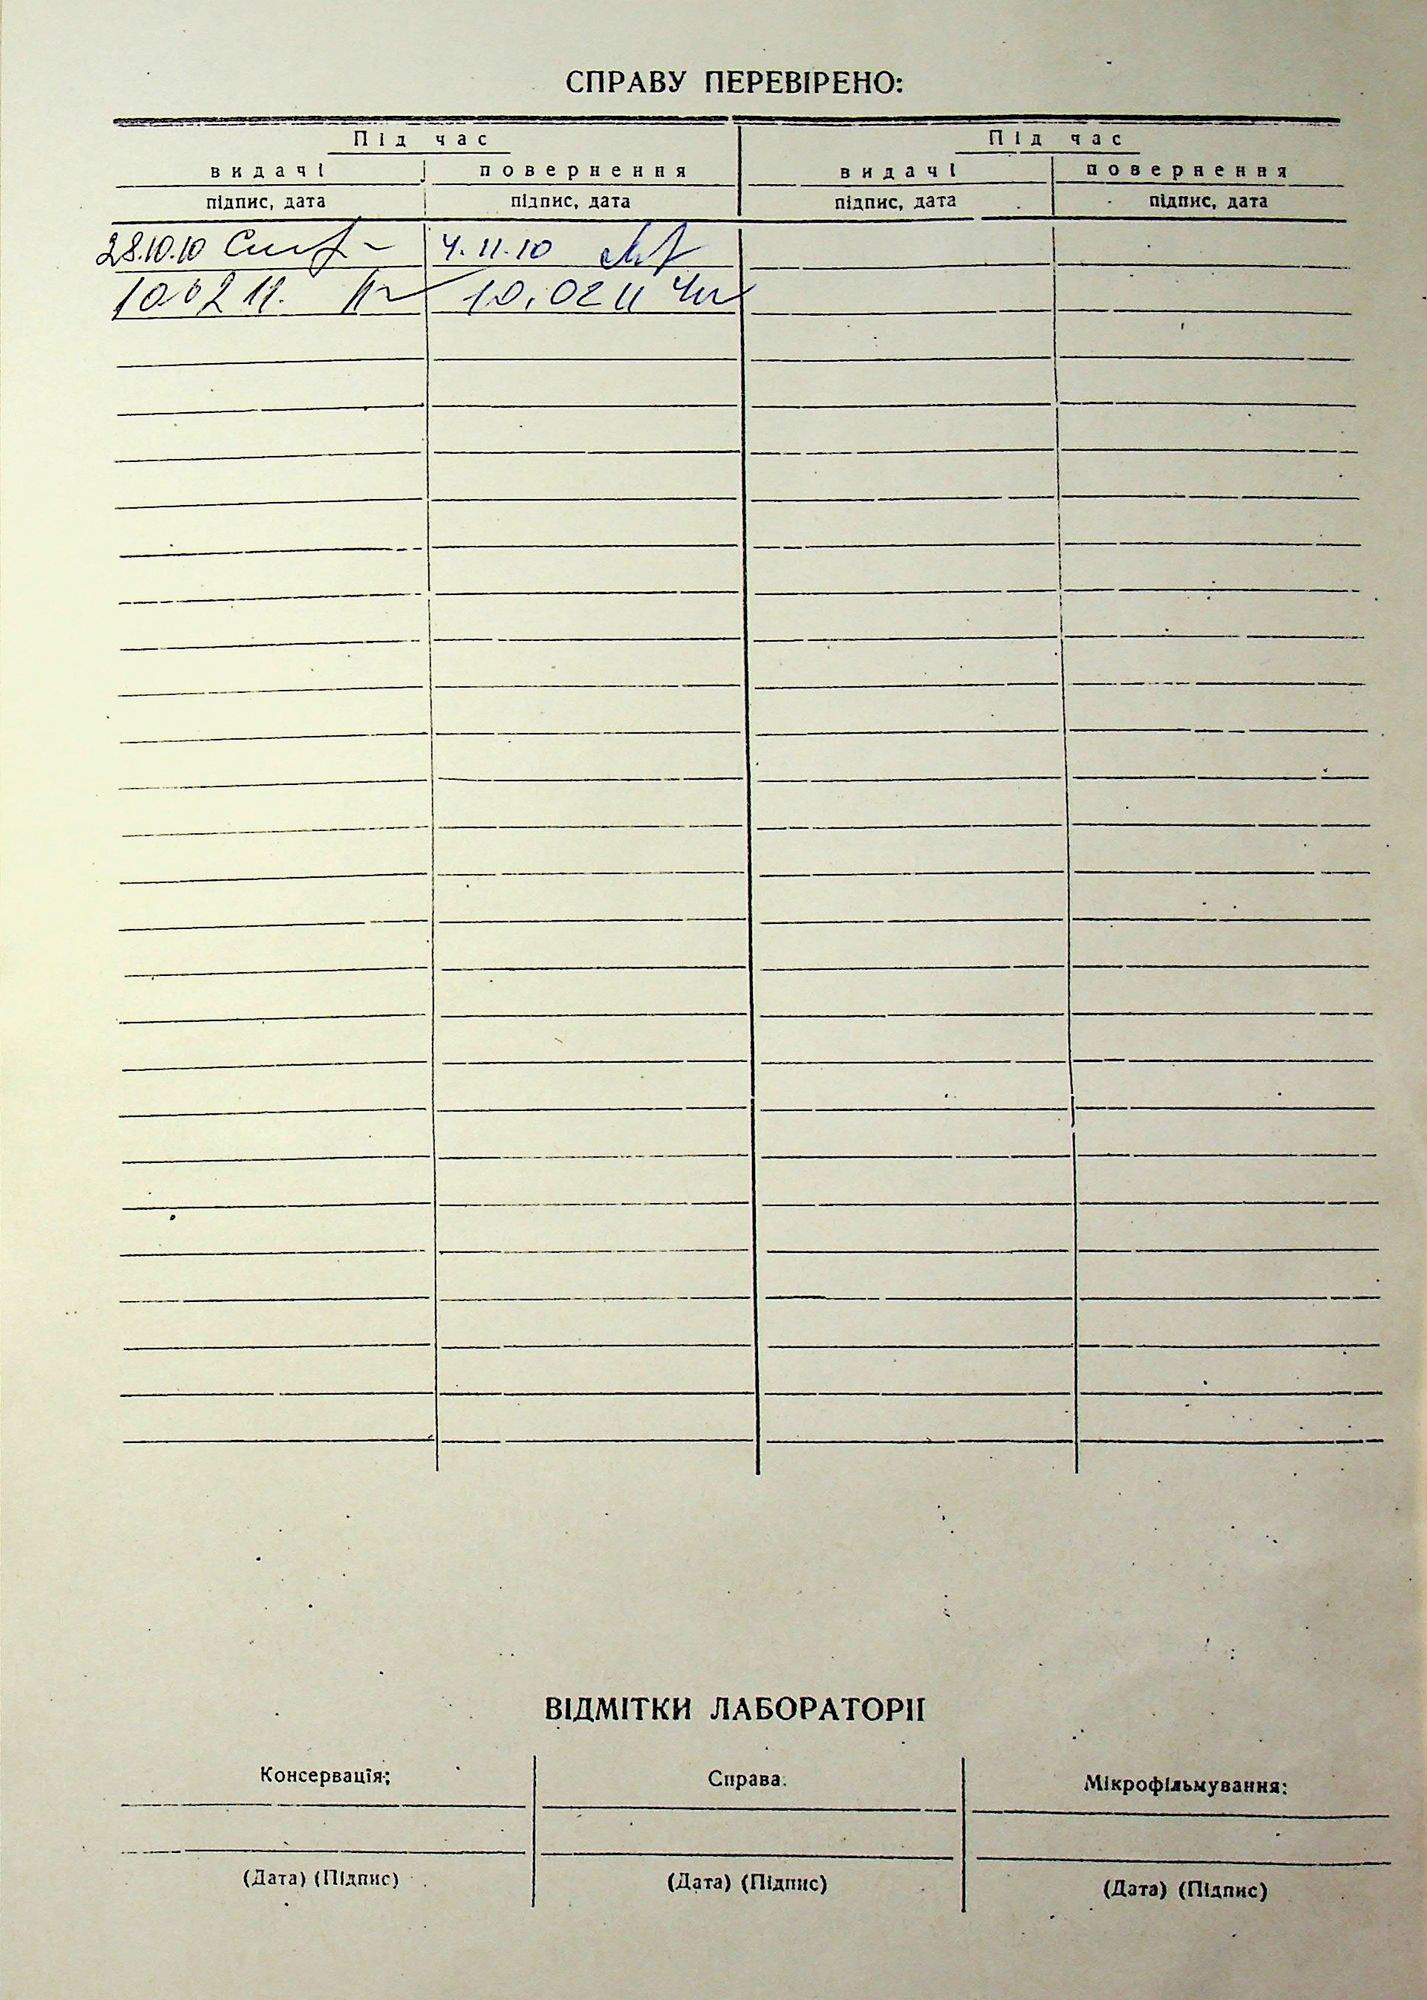 СПРАВУ ПЕРЕВІРЕНО:
Під час Під час
видачі повернення видачі повернення
підпис, дата підпис, дата підпис, дата підпис, дата
28.10.10 4.11.10
10.02 11. 10.02 11
ВІДМІТКИ ЛАБОРАТОРІЇ
Консервація: Справа: Мікрофільмування:
(Дата) (Підпис) (Дата) (Підпис) (Дата) (Підпис)